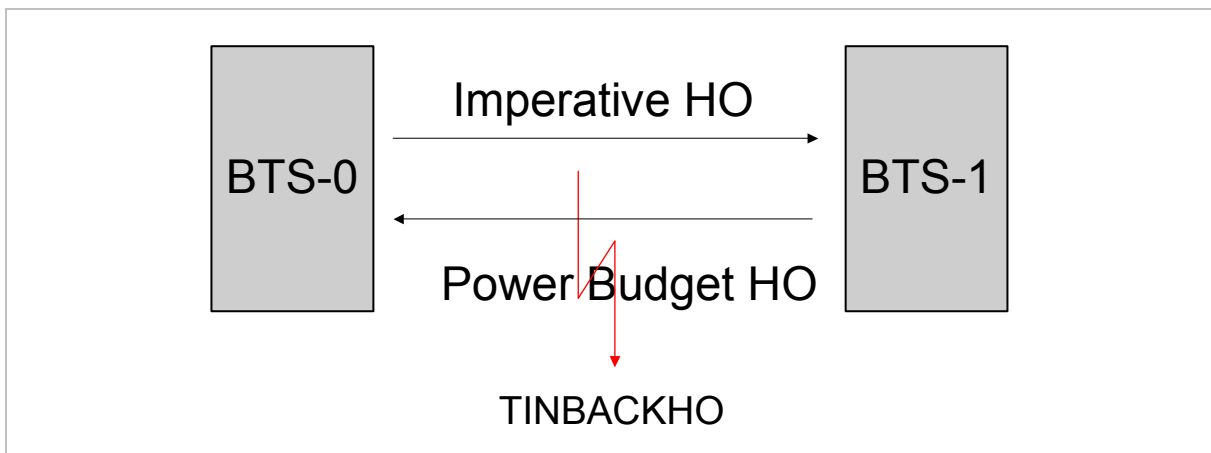 Imperative HO
BTS-0
BTS-1
Power Budget HO
TINBACKHO